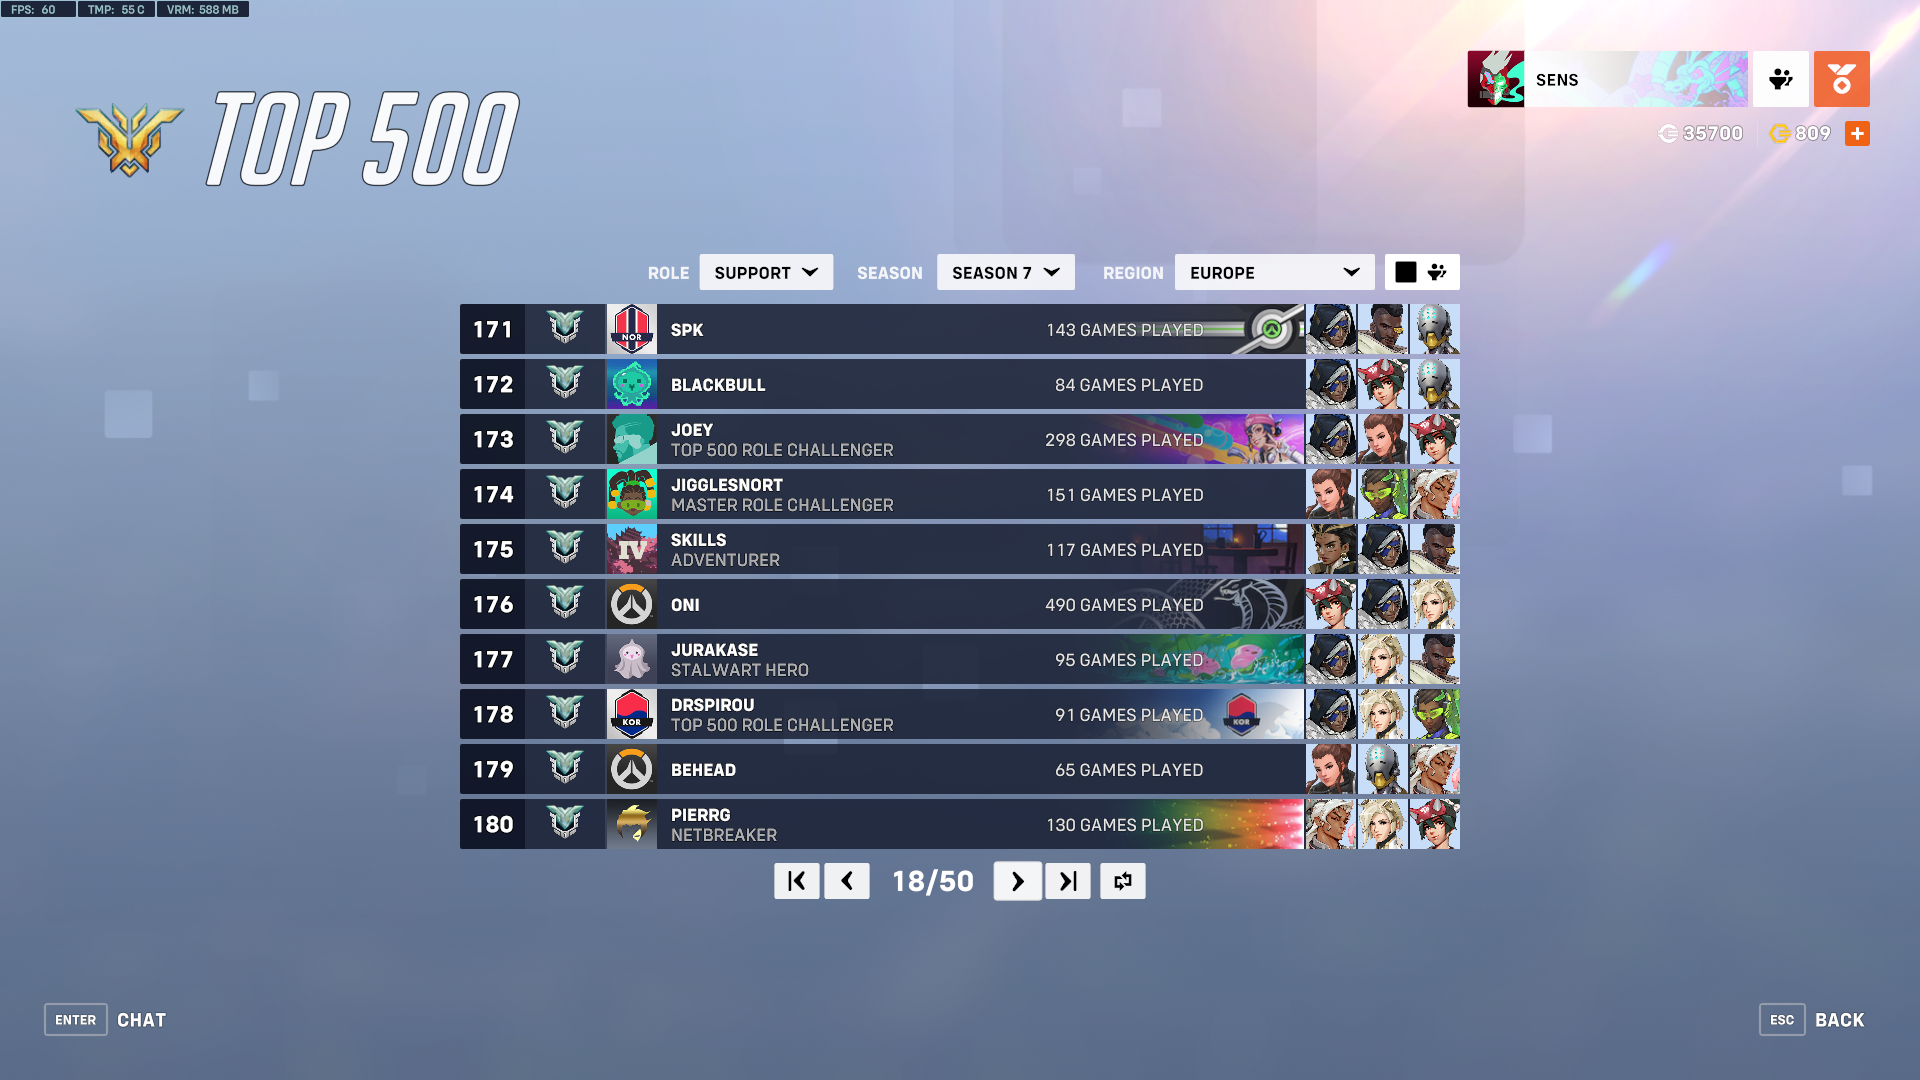 FPS: 60 TMP: 55 C VRM: 588 MB
TOP 500
SENS
35700 809
ROLE SUPPORT SEASON SEASON 7 REGION EUROPE
171 NOR SPK 143 GAMES PLAYED
172 BLACKBULL 84 GAMES PLAYED
173 JOEY 298 GAMES PLAYED
TOP 500 ROLE CHALLENGER
174 JIGGLESNORT 151 GAMES PLAYED
MASTER ROLE CHALLENGER
175 IV SKILLS 117 GAMES PLAYED
ADVENTURER
176 ONI 490 GAMES PLAYED
177 JURAKASE 95 GAMES PLAYED
STALWART HERO
178 KOR DRSPIROU 91 GAMES PLAYED KOR
TOP 500 ROLE CHALLENGER
179 BEHEAD 65 GAMES PLAYED
180 PIERRG 130 GAMES PLAYED
NETBREAKER
18/50
ENTER CHAT
ESC BACK